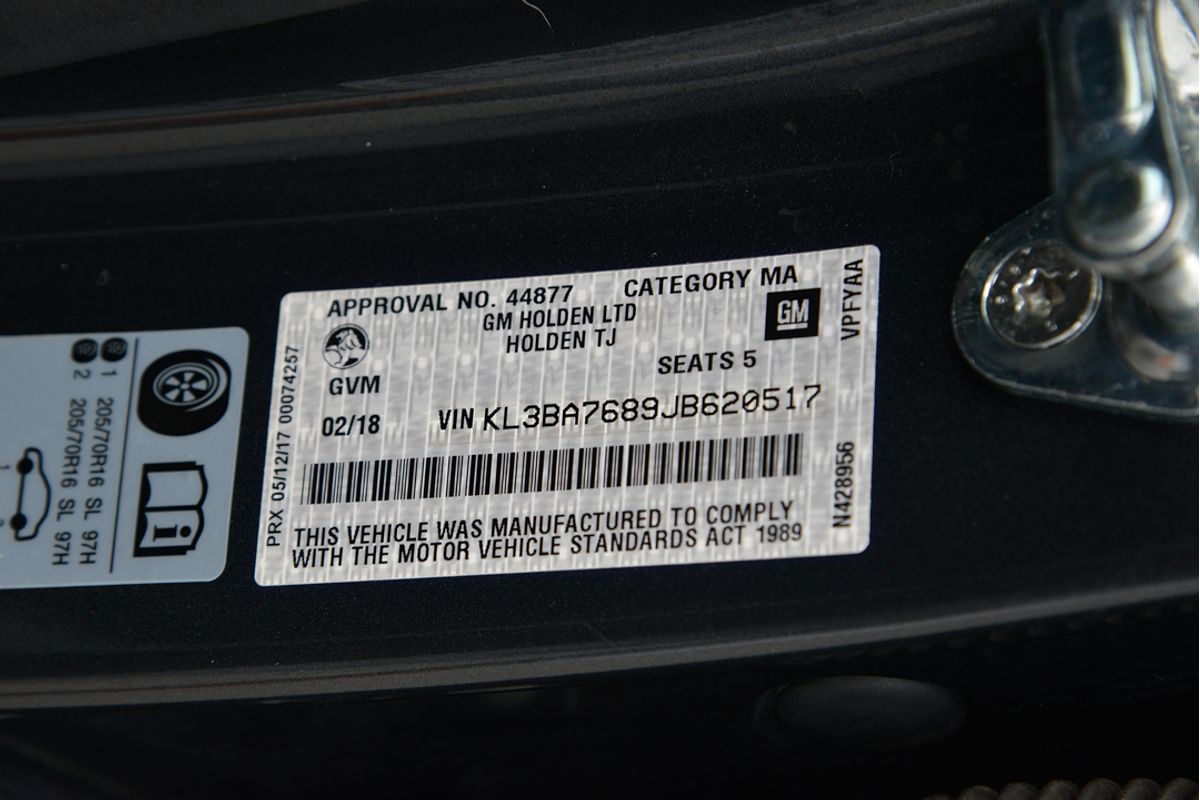 APPROVAL NO. 44877 CATEGORY MA
GM HOLDEN LTD
HOLDEN TJ
GM
SEATS 5
GVM
02/18
VIN KL3BA7689JB620517
THIS VEHICLE WAS MANUFACTURED TO COMPLY
WITH THE MOTOR VEHICLE STANDARDS ACT 1989
PRX 05/12/17 00074257
VPFYAA
N428956
1 205/70R16 SL 97H
2 205/70R16 SL 97H
1
i